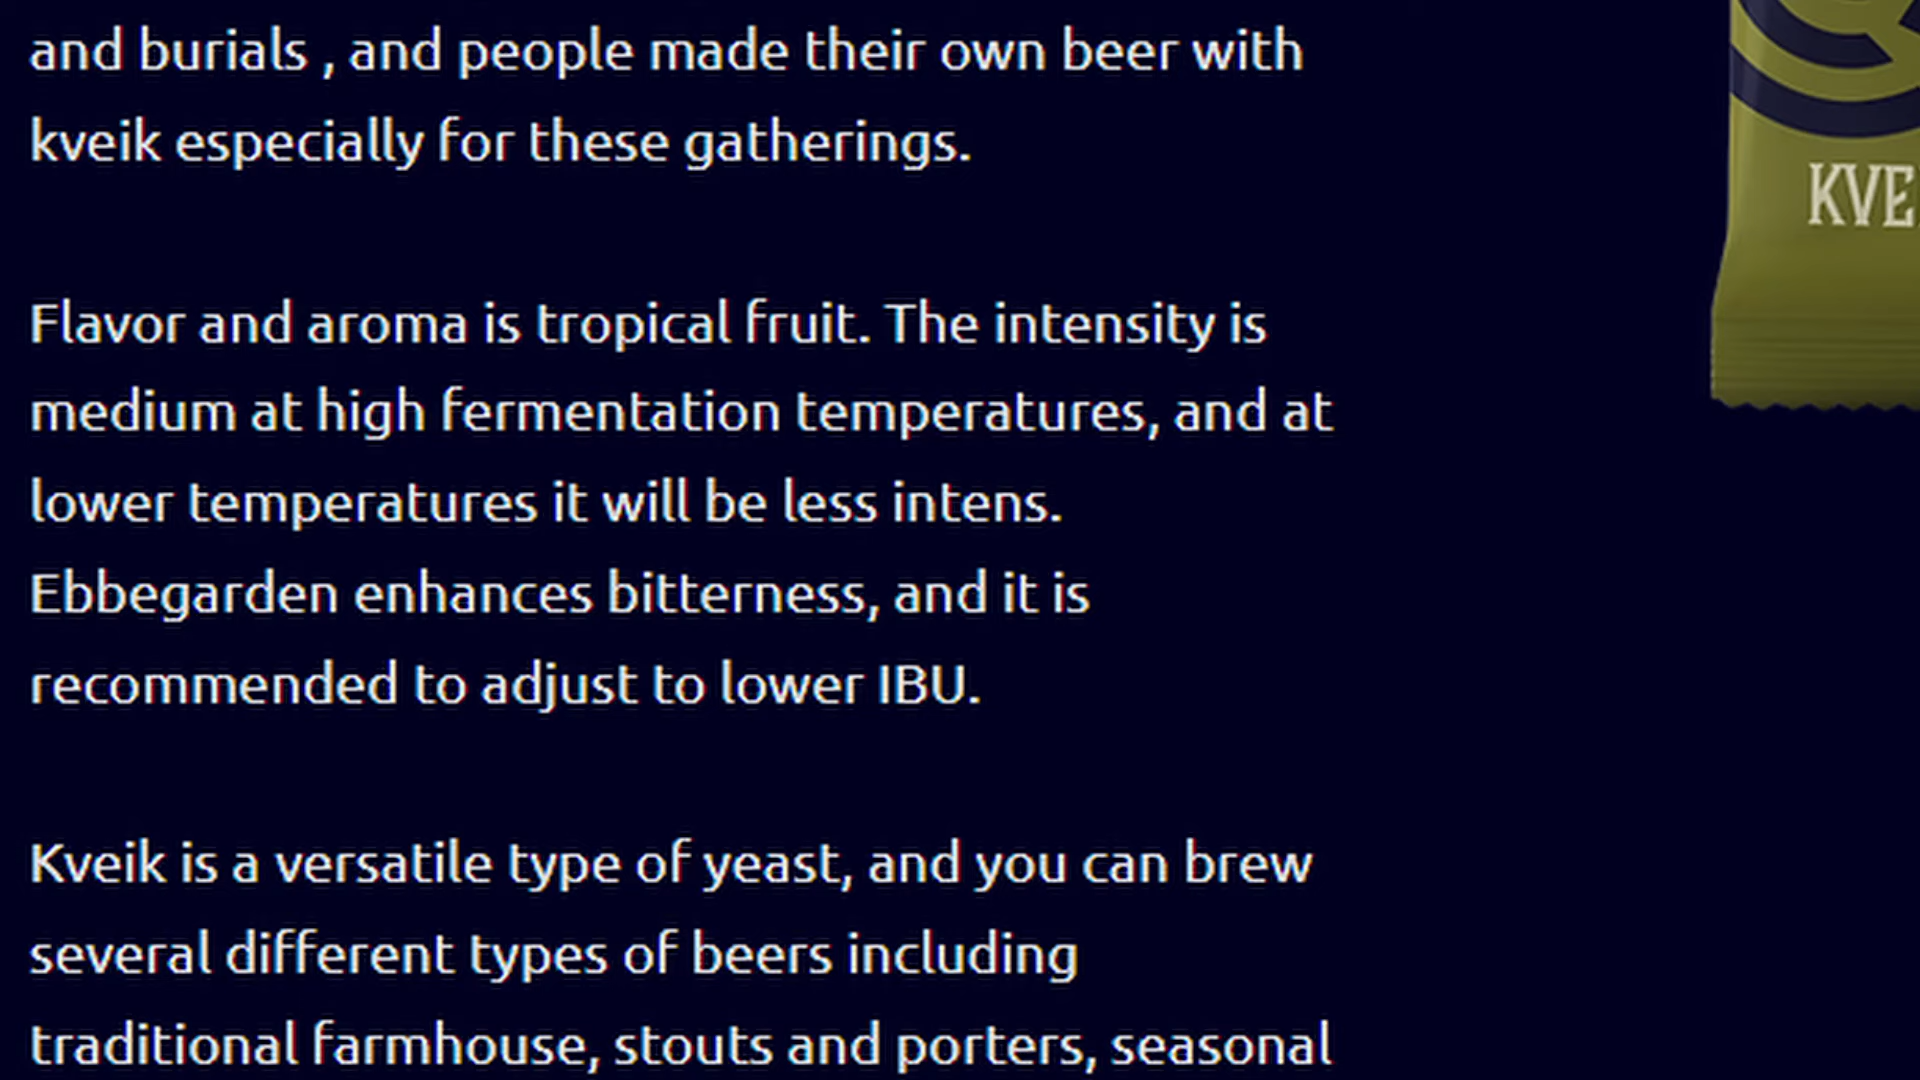 and burials , and people made their own beer with
kveik especially for these gatherings.
Flavor and aroma is tropical fruit. The intensity is
medium at high fermentation temperatures, and at
lower temperatures it will be less intens.
Ebbegarden enhances bitterness, and it is
recommended to adjust to lower IBU.
Kveik is a versatile type of yeast, and you can brew
several different types of beers including
traditional farmhouse, stouts and porters, seasonal
KVE